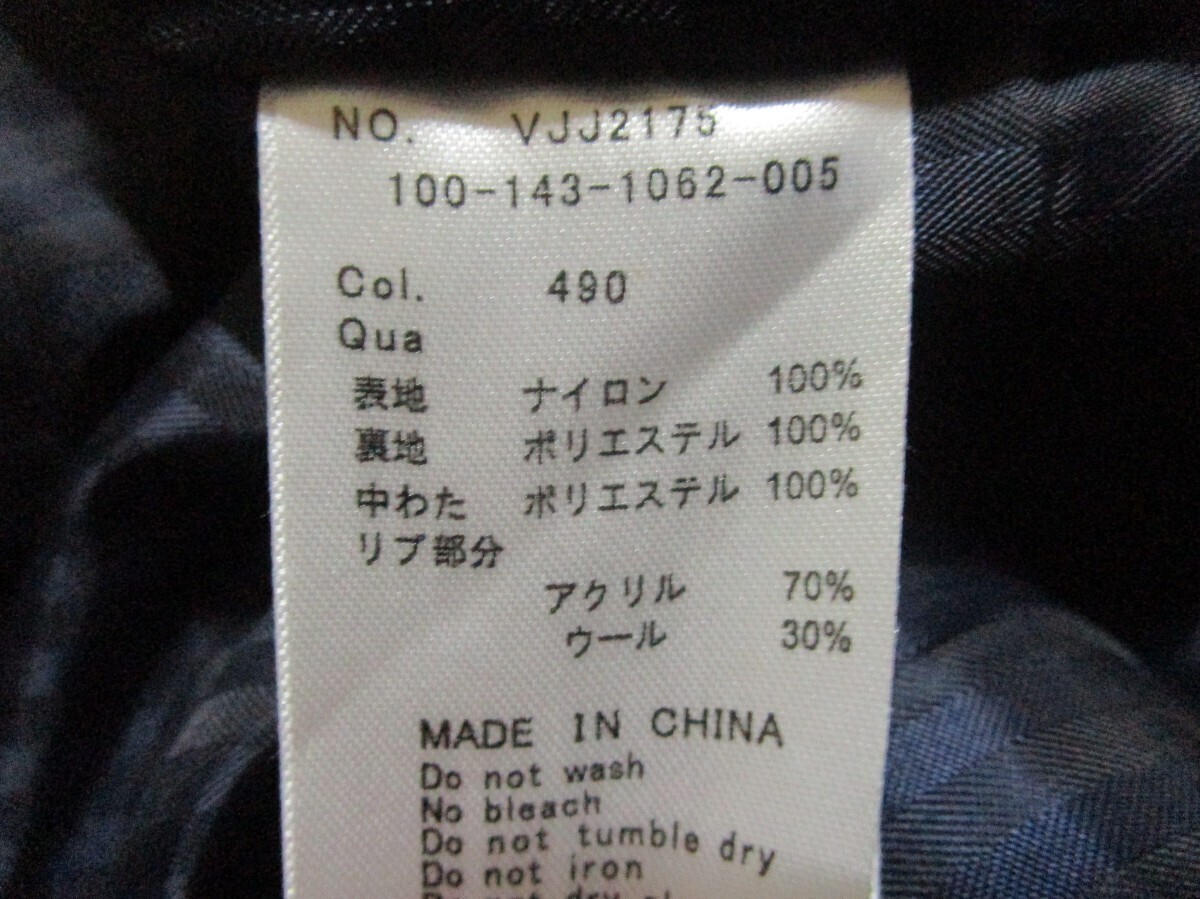 NO. VJJ2175
100-143-1062-005
Col. 490
Qua
表地 ナイロン 100%
裏地 ポリエステル 100%
中わた ポリエステル 100%
リブ部分
アクリル 70%
ウール 30%
MADE IN CHINA
Do not wash
No bleach
Do not tumble dry
Do not iron